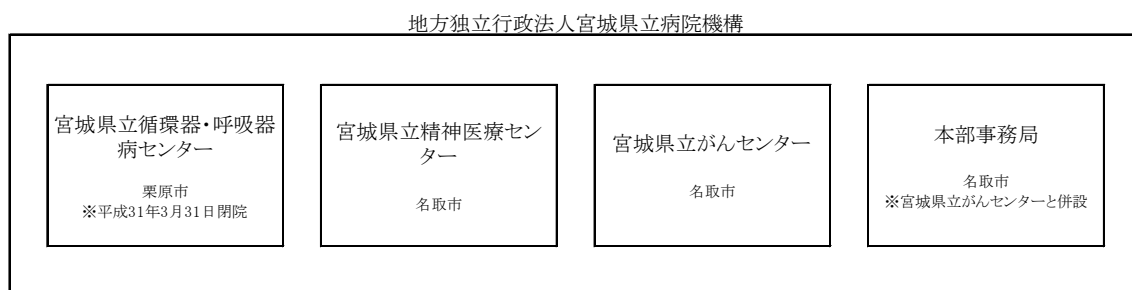 地方独立行政法人宮城県立病院機構
宮城県立循環器・呼吸器
病センター
栗原市
※平成31年3月31日閉院
宮城県立精神医療セン
ター
名取市
宮城県立がんセンター
名取市
本部事務局
名取市
※宮城県立がんセンターと併設